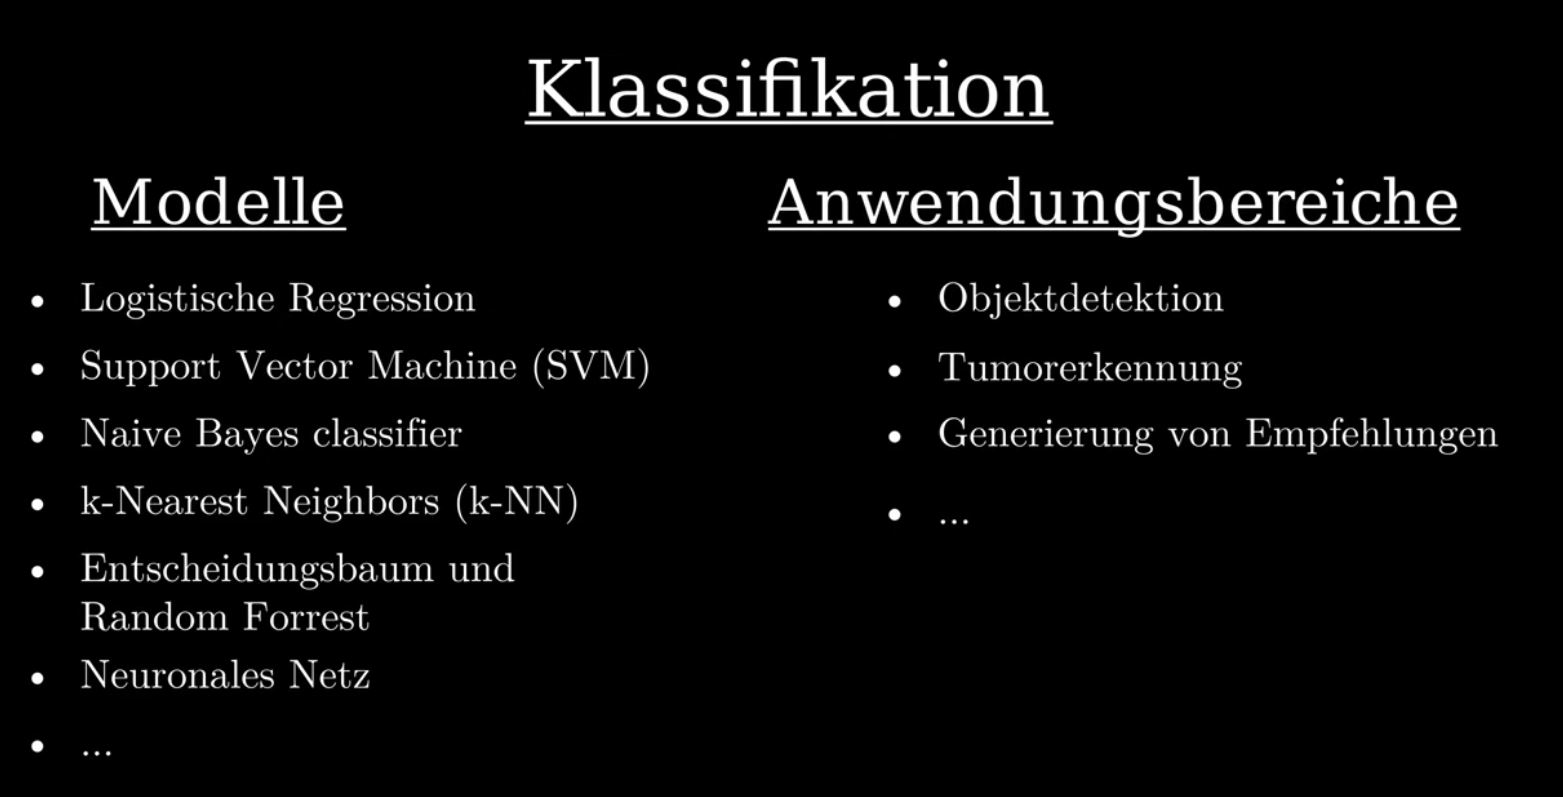 Klassifikation
Modelle
• Logistische Regression
• Support Vector Machine (SVM)
• Naive Bayes classifier
• k-Nearest Neighbors (k-NN)
• Entscheidungsbaum und
Random Forrest
• Neuronales Netz
• ...
Anwendungsbereiche
• Objektdetektion
• Tumorerkennung
• Generierung von Empfehlungen
• ...